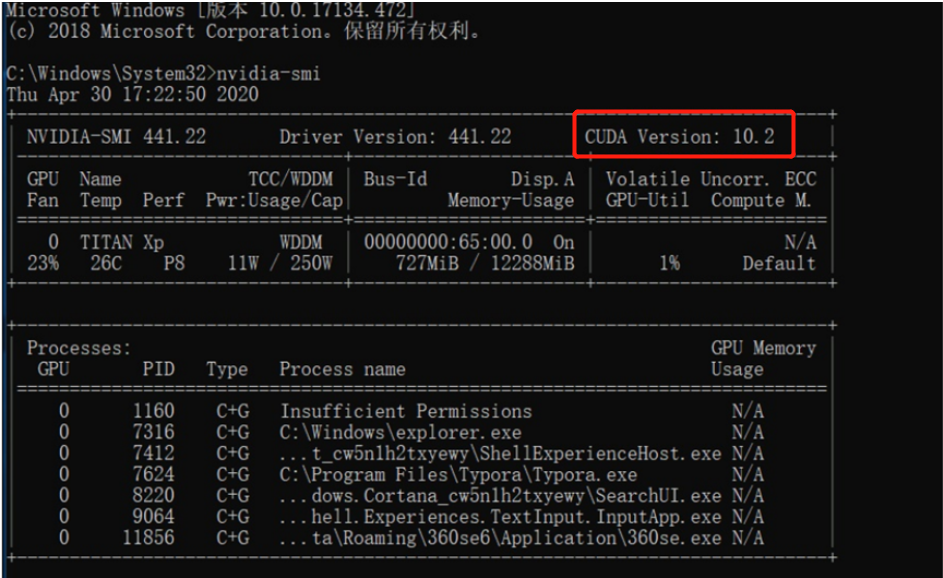 Microsoft Windows [版本 10.0.17134.472]
(c) 2018 Microsoft Corporation。保留所有权利。
C:\Windows\System32>nvidia-smi
Thu Apr 30 17:22:50 2020
NVIDIA-SMI 441.22 Driver Version: 441.22 CUDA Version: 10.2
GPU Name TCC/WDDM | Bus-Id Disp.A | Volatile Uncorr. ECC
Fan Temp Perf Pwr:Usage/Cap | Memory-Usage | GPU-Util Compute M.
0 TITAN Xp WDDM | 00000000:65:00.0 On | N/A
23% 26C P8 11W / 250W | 727MiB / 12288MiB | 1% Default
Processes: GPU Memory
GPU PID Type Process name Usage
0 1160 C+G Insufficient Permissions N/A
0 7316 C+G C:\Windows\explorer.exe N/A
0 7412 C+G ...t_cw5n1h2txyewy\ShellExperienceHost.exe N/A
0 7624 C+G C:\Program Files\Typora\Typora.exe N/A
0 8220 C+G ...dows.Cortana_cw5n1h2txyewy\SearchUI.exe N/A
0 9064 C+G ...hell.Experiences.TextInput.InputApp.exe N/A
0 11856 C+G ...ta\Roaming\360se6\Application\360se.exe N/A